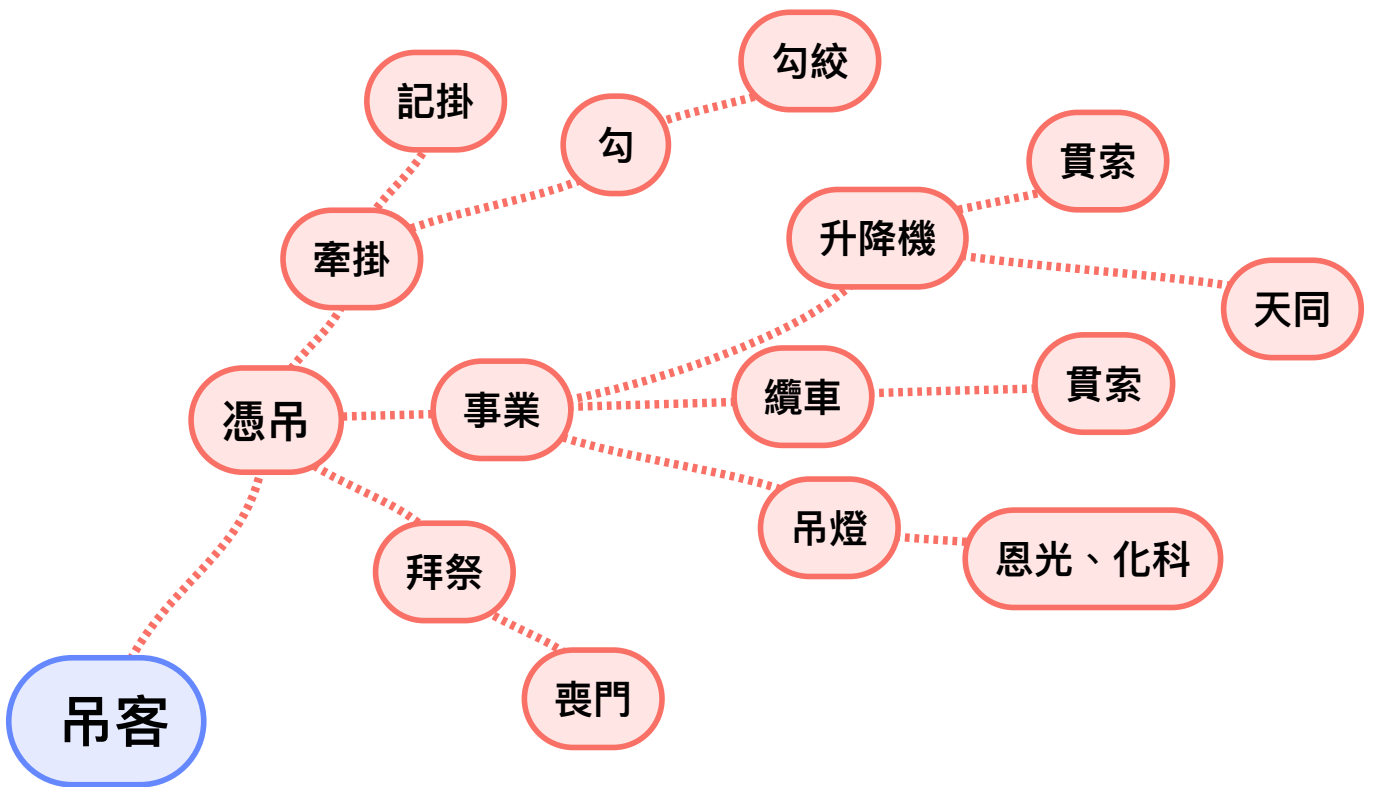 勾絞
記掛
勾
貫索
升降機
牽掛
天同
貫索
纜車
事業
憑吊
吊燈
恩光、化科
拜祭
喪門
吊客